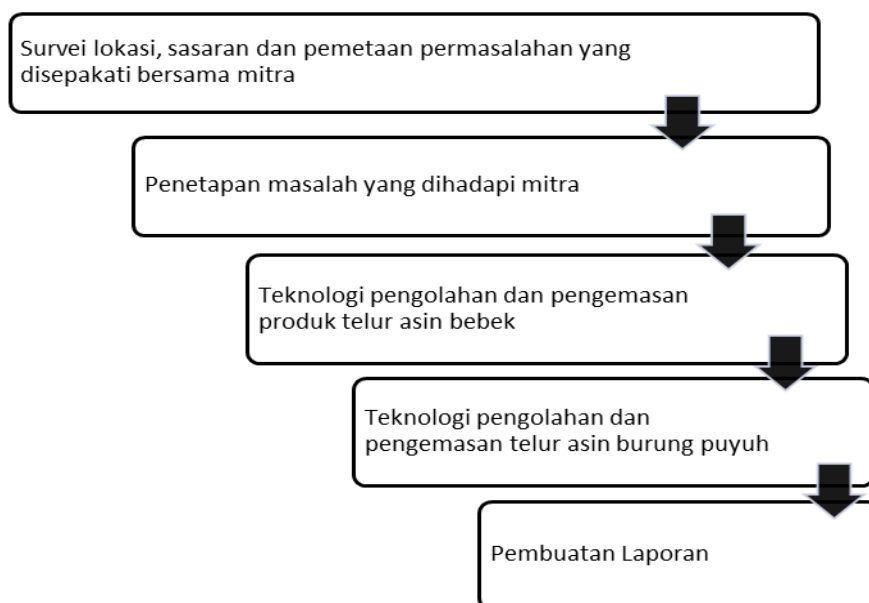 Survei lokasi, sasaran dan pemetaan permasalahan yang
disepakati bersama mitra
Penetapan masalah yang dihadapi mitra
Teknologi pengolahan dan pengemasan
produk telur asin bebek
Teknologi pengolahan dan
pengemasan telur asin burung puyuh
Pembuatan Laporan